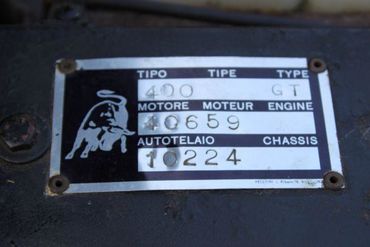 TIPO TIPE TYPE
400 GT
MOTORE MOTEUR ENGINE
40659
AUTOTELAIO CHASSIS
10224